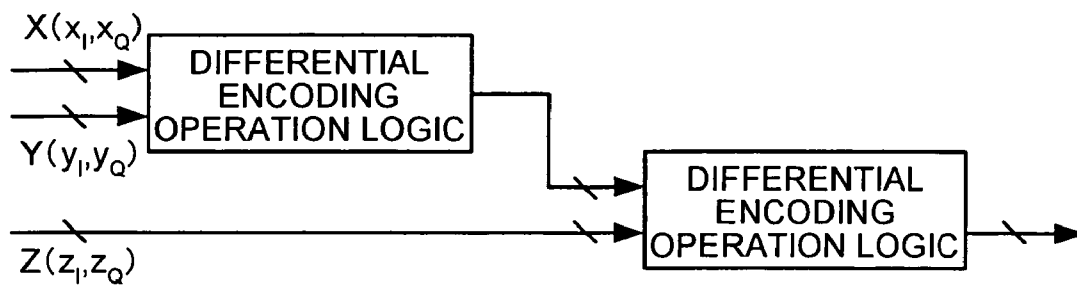 X(x_I,x_Q)
DIFFERENTIAL
ENCODING
OPERATION LOGIC
Y(y_I,y_Q)
DIFFERENTIAL
ENCODING
OPERATION LOGIC
Z(z_I,z_Q)